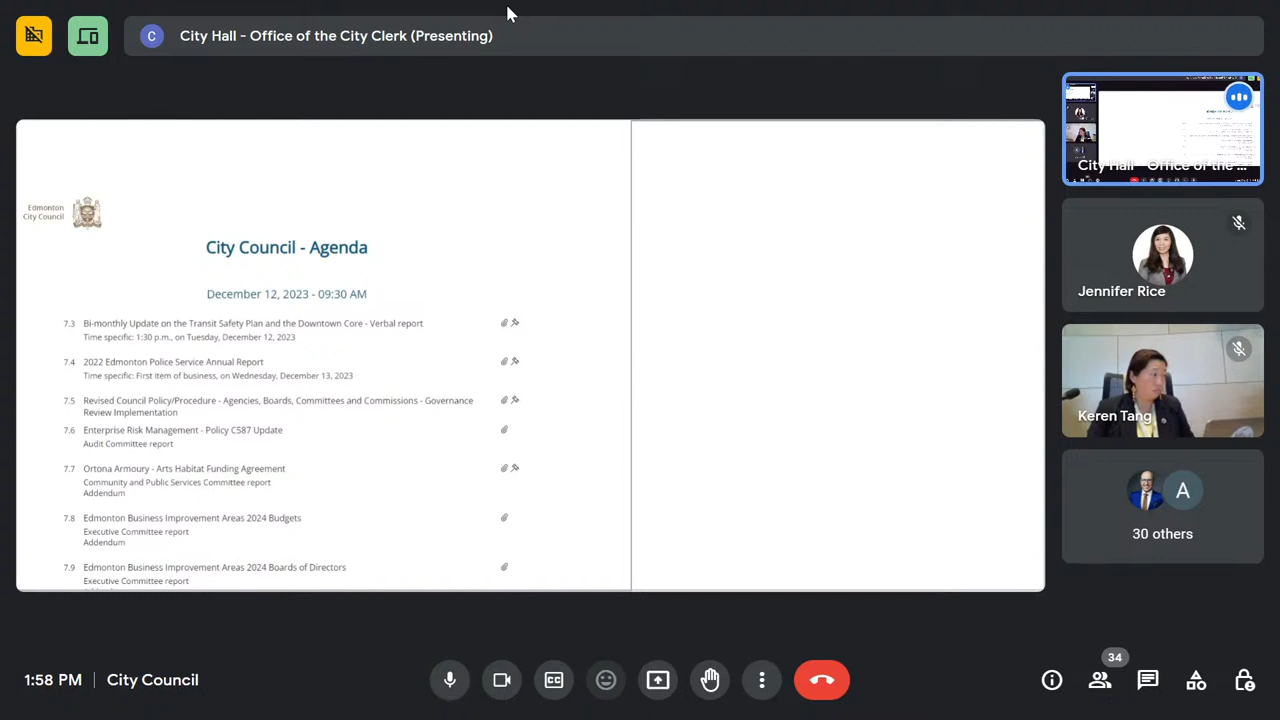 C City Hall - Office of the City Clerk (Presenting)
Edmonton
City Council
City Council - Agenda
December 12, 2023 - 09:30 AM
7.3 Bi-monthly Update on the Transit Safety Plan and the Downtown Core - Verbal report
Time specific: 1:30 p.m., on Tuesday, December 12, 2023
7.4 2022 Edmonton Police Service Annual Report
Time specific: First item of business, on Wednesday, December 13, 2023
7.5 Revised Council Policy/Procedure - Agencies, Boards, Committees and Commissions - Governance
Review Implementation
7.6 Enterprise Risk Management - Policy C587 Update
Audit Committee report
7.7 Ortona Armoury - Arts Habitat Funding Agreement
Community and Public Services Committee report
Addendum
7.8 Edmonton Business Improvement Areas 2024 Budgets
Executive Committee report
Addendum
7.9 Edmonton Business Improvement Areas 2024 Boards of Directors
Executive Committee report
City Hall - Office of the ...
Jennifer Rice
Keren Tang
A
30 others
1:58 PM | City Council
CC
34